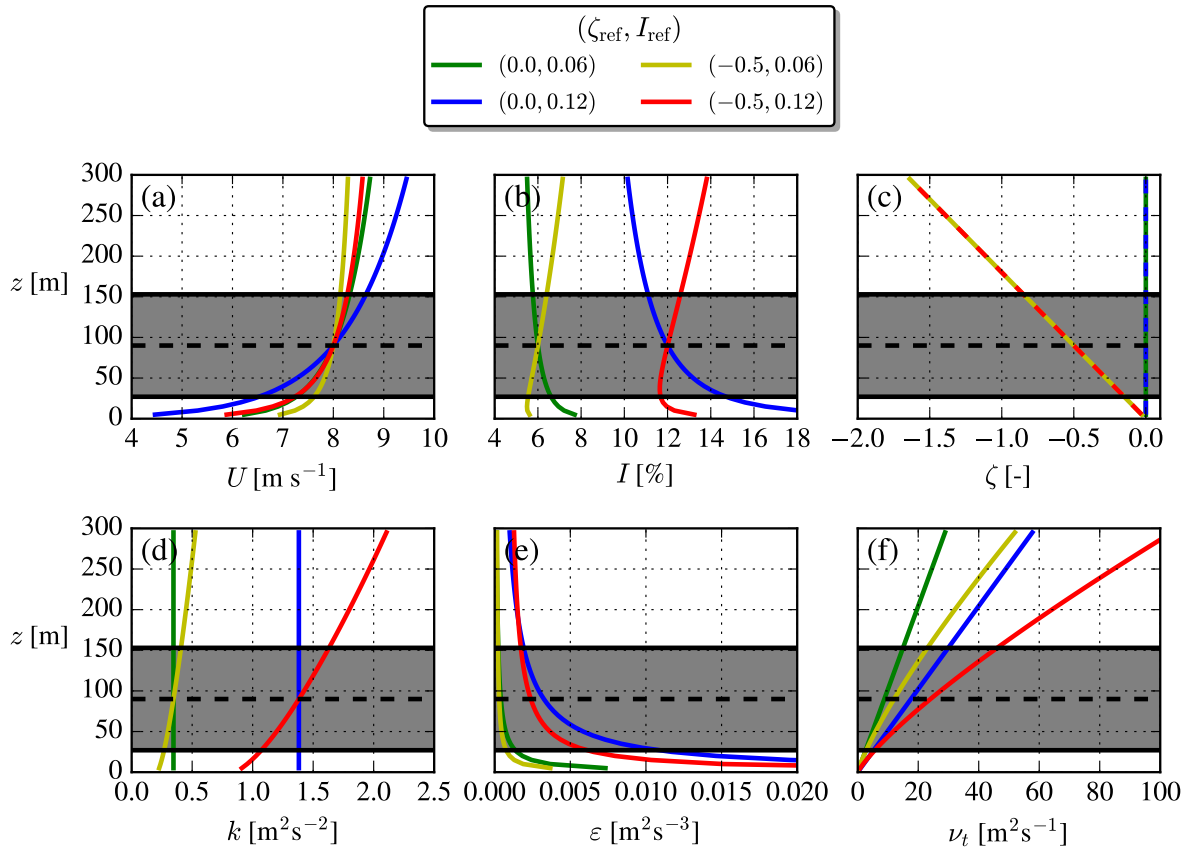 (ζref, Iref)
(0.0, 0.06) (−0.5, 0.06)
(0.0, 0.12) (−0.5, 0.12)
(a) (b) (c)
300
250
200
150
100
50
0
z [m]
4 5 6 7 8 9 10
U [m s⁻¹]
4 6 8 10 12 14 16 18
I [%]
−2.0 −1.5 −1.0 −0.5 0.0
ζ [-]
(d) (e) (f)
300
250
200
150
100
50
0
z [m]
0.0 0.5 1.0 1.5 2.0 2.5
k [m²s⁻²]
0.000 0.005 0.010 0.015 0.020
ε [m²s⁻³]
0 20 40 60 80 100
νt [m²s⁻¹]